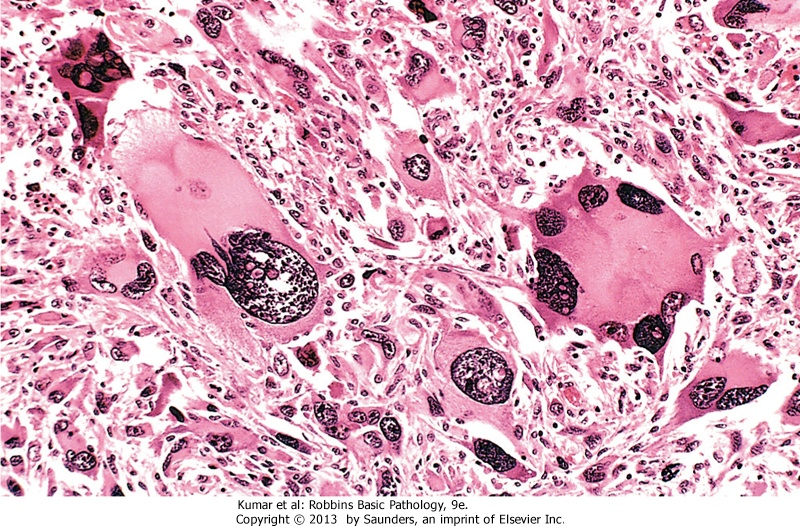 Kumar et al: Robbins Basic Pathology, 9e.
Copyright © 2013 by Saunders, an imprint of Elsevier Inc.